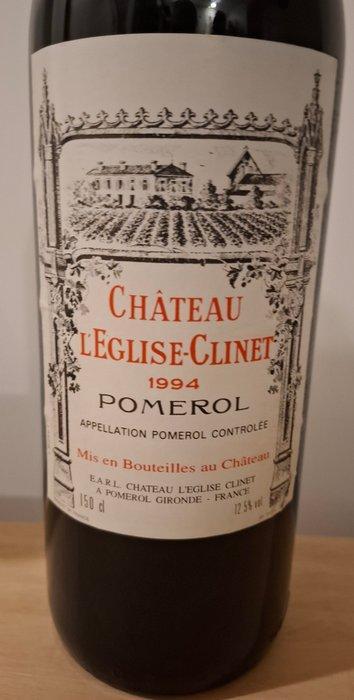 CHÂTEAU
L'EGLISE-CLINET
1994
POMEROL
APPELLATION POMEROL CONTROLÉE
Mis en Bouteilles au Château
E.A.R.L. CHATEAU L'EGLISE CLINET
A POMEROL GIRONDE - FRANCE
150 cl 12.5% vol